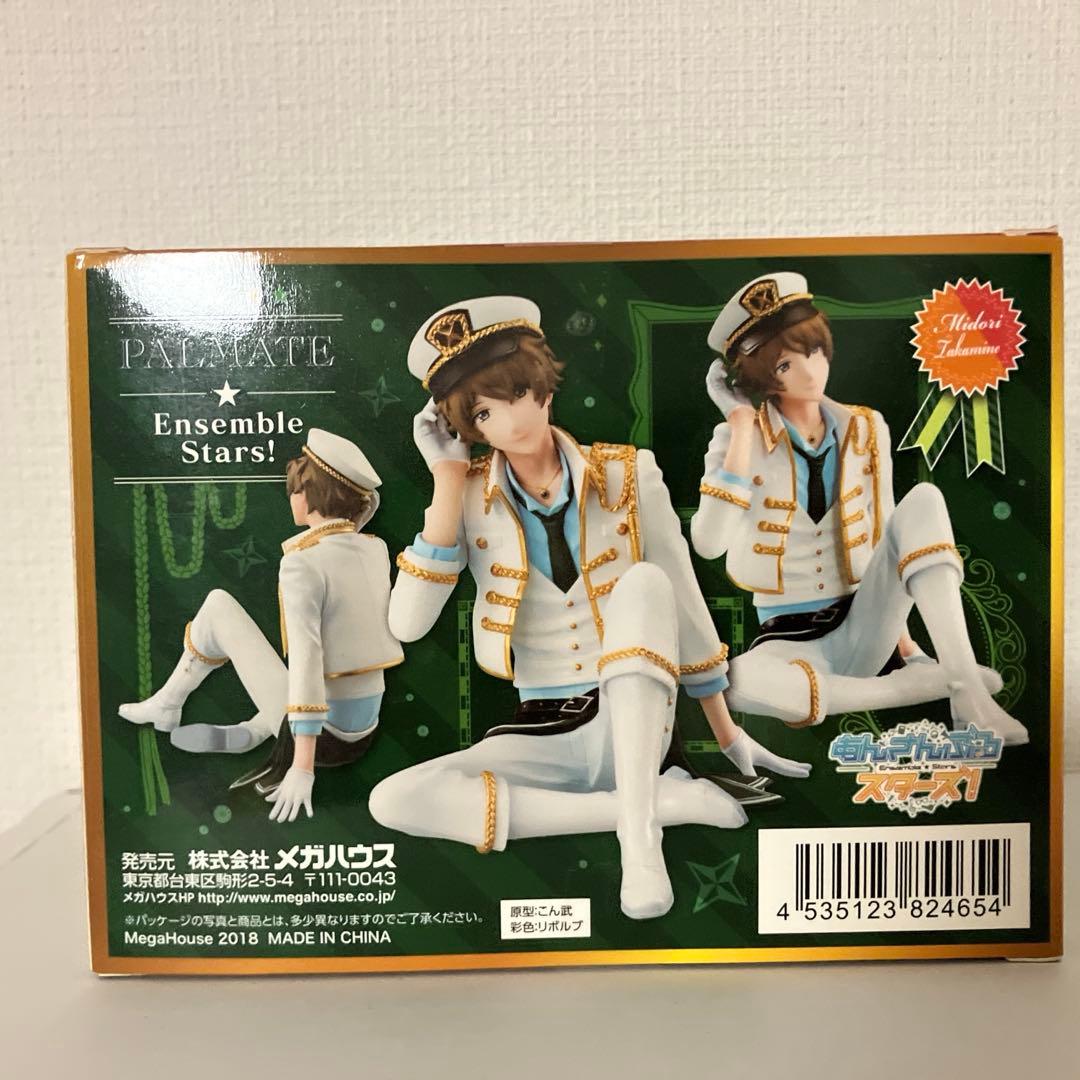 PALMATE
Ensemble
Stars!
Midori
Takamine
あんさんぶる
Ensemble★Stars
スターズ!
発売元 株式会社 メガハウス
東京都台東区駒形2-5-4 〒111-0043
メガハウスHP http://www.megahouse.co.jp/
※パッケージの写真と商品とは、多少異なりますのでご了承ください。
MegaHouse 2018 MADE IN CHINA
原型:こん武
彩色:リボルブ
4 535123 824654